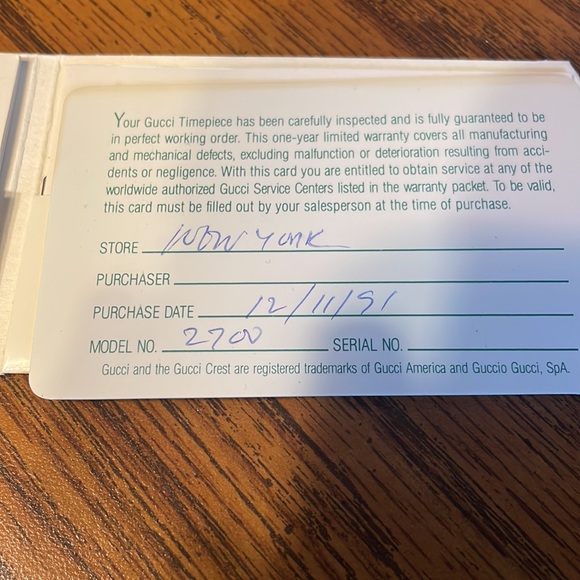 Your Gucci Timepiece has been carefully inspected and is fully guaranteed to be
in perfect working order. This one-year limited warranty covers all manufacturing
and mechanical defects, excluding malfunction or deterioration resulting from acci-
dents or negligence. With this card you are entitled to obtain service at any of the
worldwide authorized Gucci Service Centers listed in the warranty packet. To be valid,
this card must be filled out by your salesperson at the time of purchase.
STORE New York
PURCHASER
PURCHASE DATE 12/11/91
MODEL NO. 2700 SERIAL NO.
Gucci and the Gucci Crest are registered trademarks of Gucci America and Guccio Gucci, SpA.